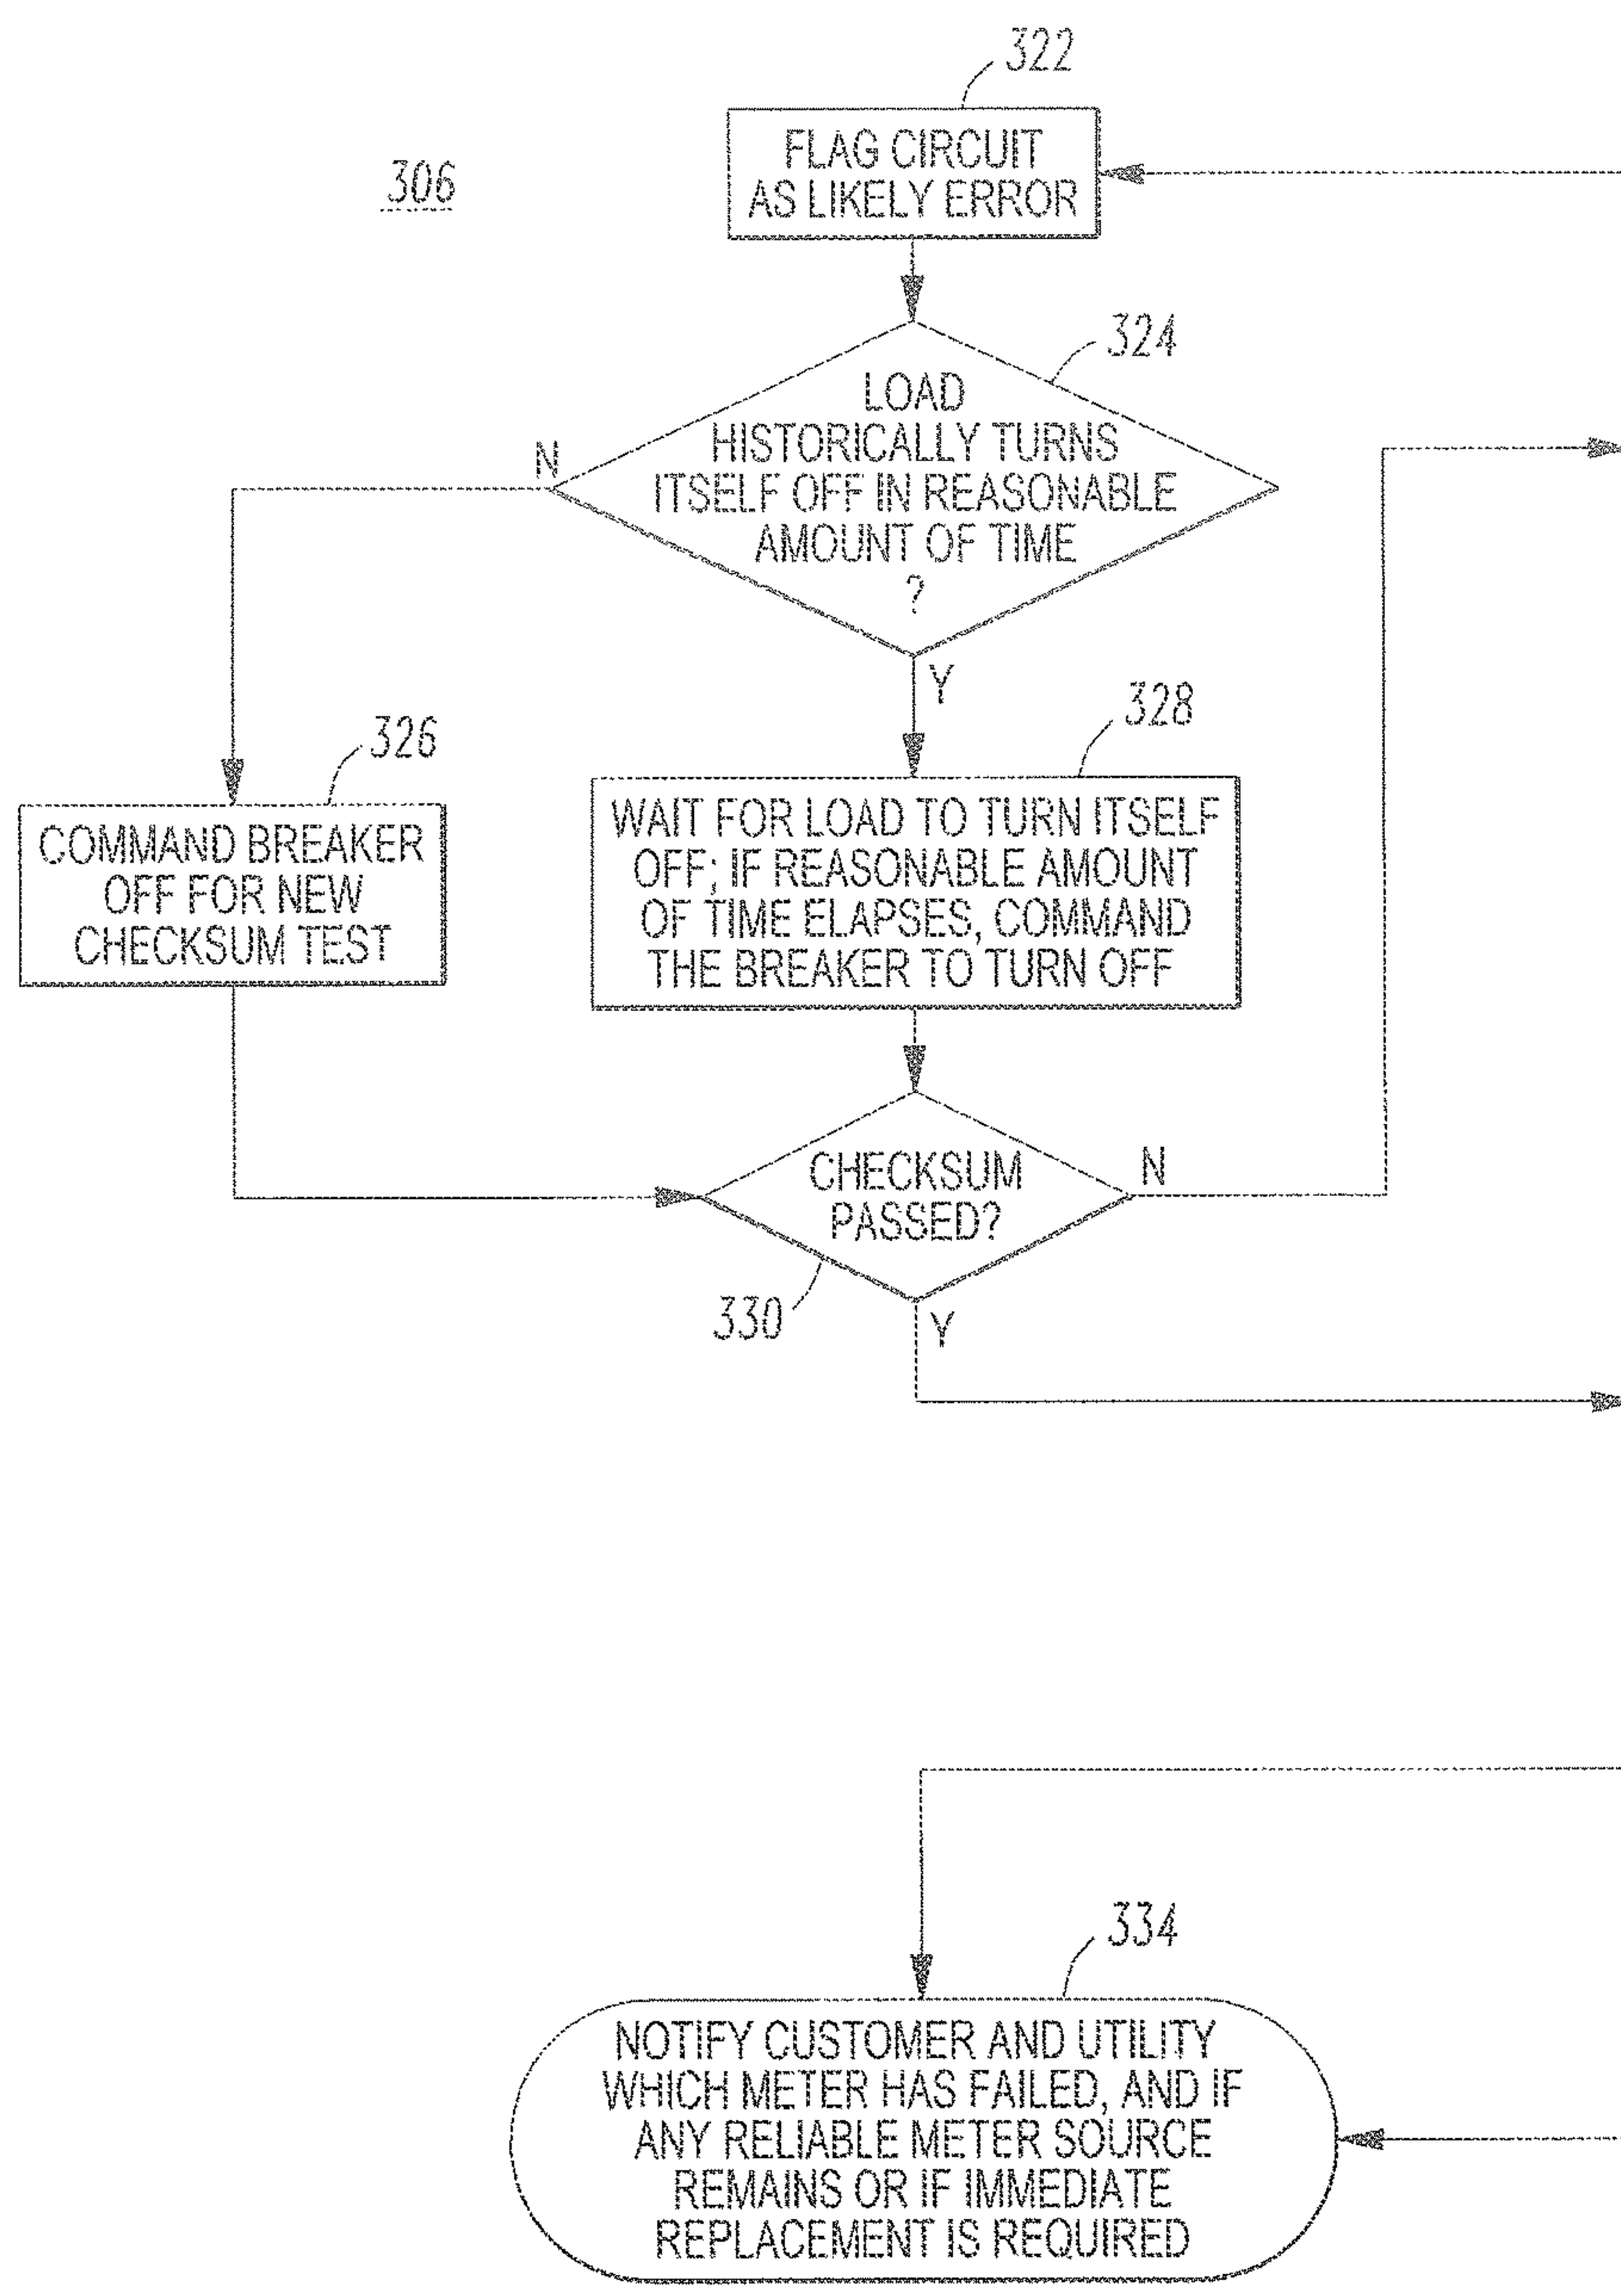 322
FLAG CIRCUIT
AS LIKELY ERROR
306
324
LOAD
HISTORICALLY TURNS
ITSELF OFF IN REASONABLE
AMOUNT OF TIME
?
N
Y
326
COMMAND BREAKER
OFF FOR NEW
CHECKSUM TEST
328
WAIT FOR LOAD TO TURN ITSELF
OFF; IF REASONABLE AMOUNT
OF TIME ELAPSES, COMMAND
THE BREAKER TO TURN OFF
CHECKSUM
PASSED?
N
330
Y
334
NOTIFY CUSTOMER AND UTILITY
WHICH METER HAS FAILED, AND IF
ANY RELIABLE METER SOURCE
REMAINS OR IF IMMEDIATE
REPLACEMENT IS REQUIRED